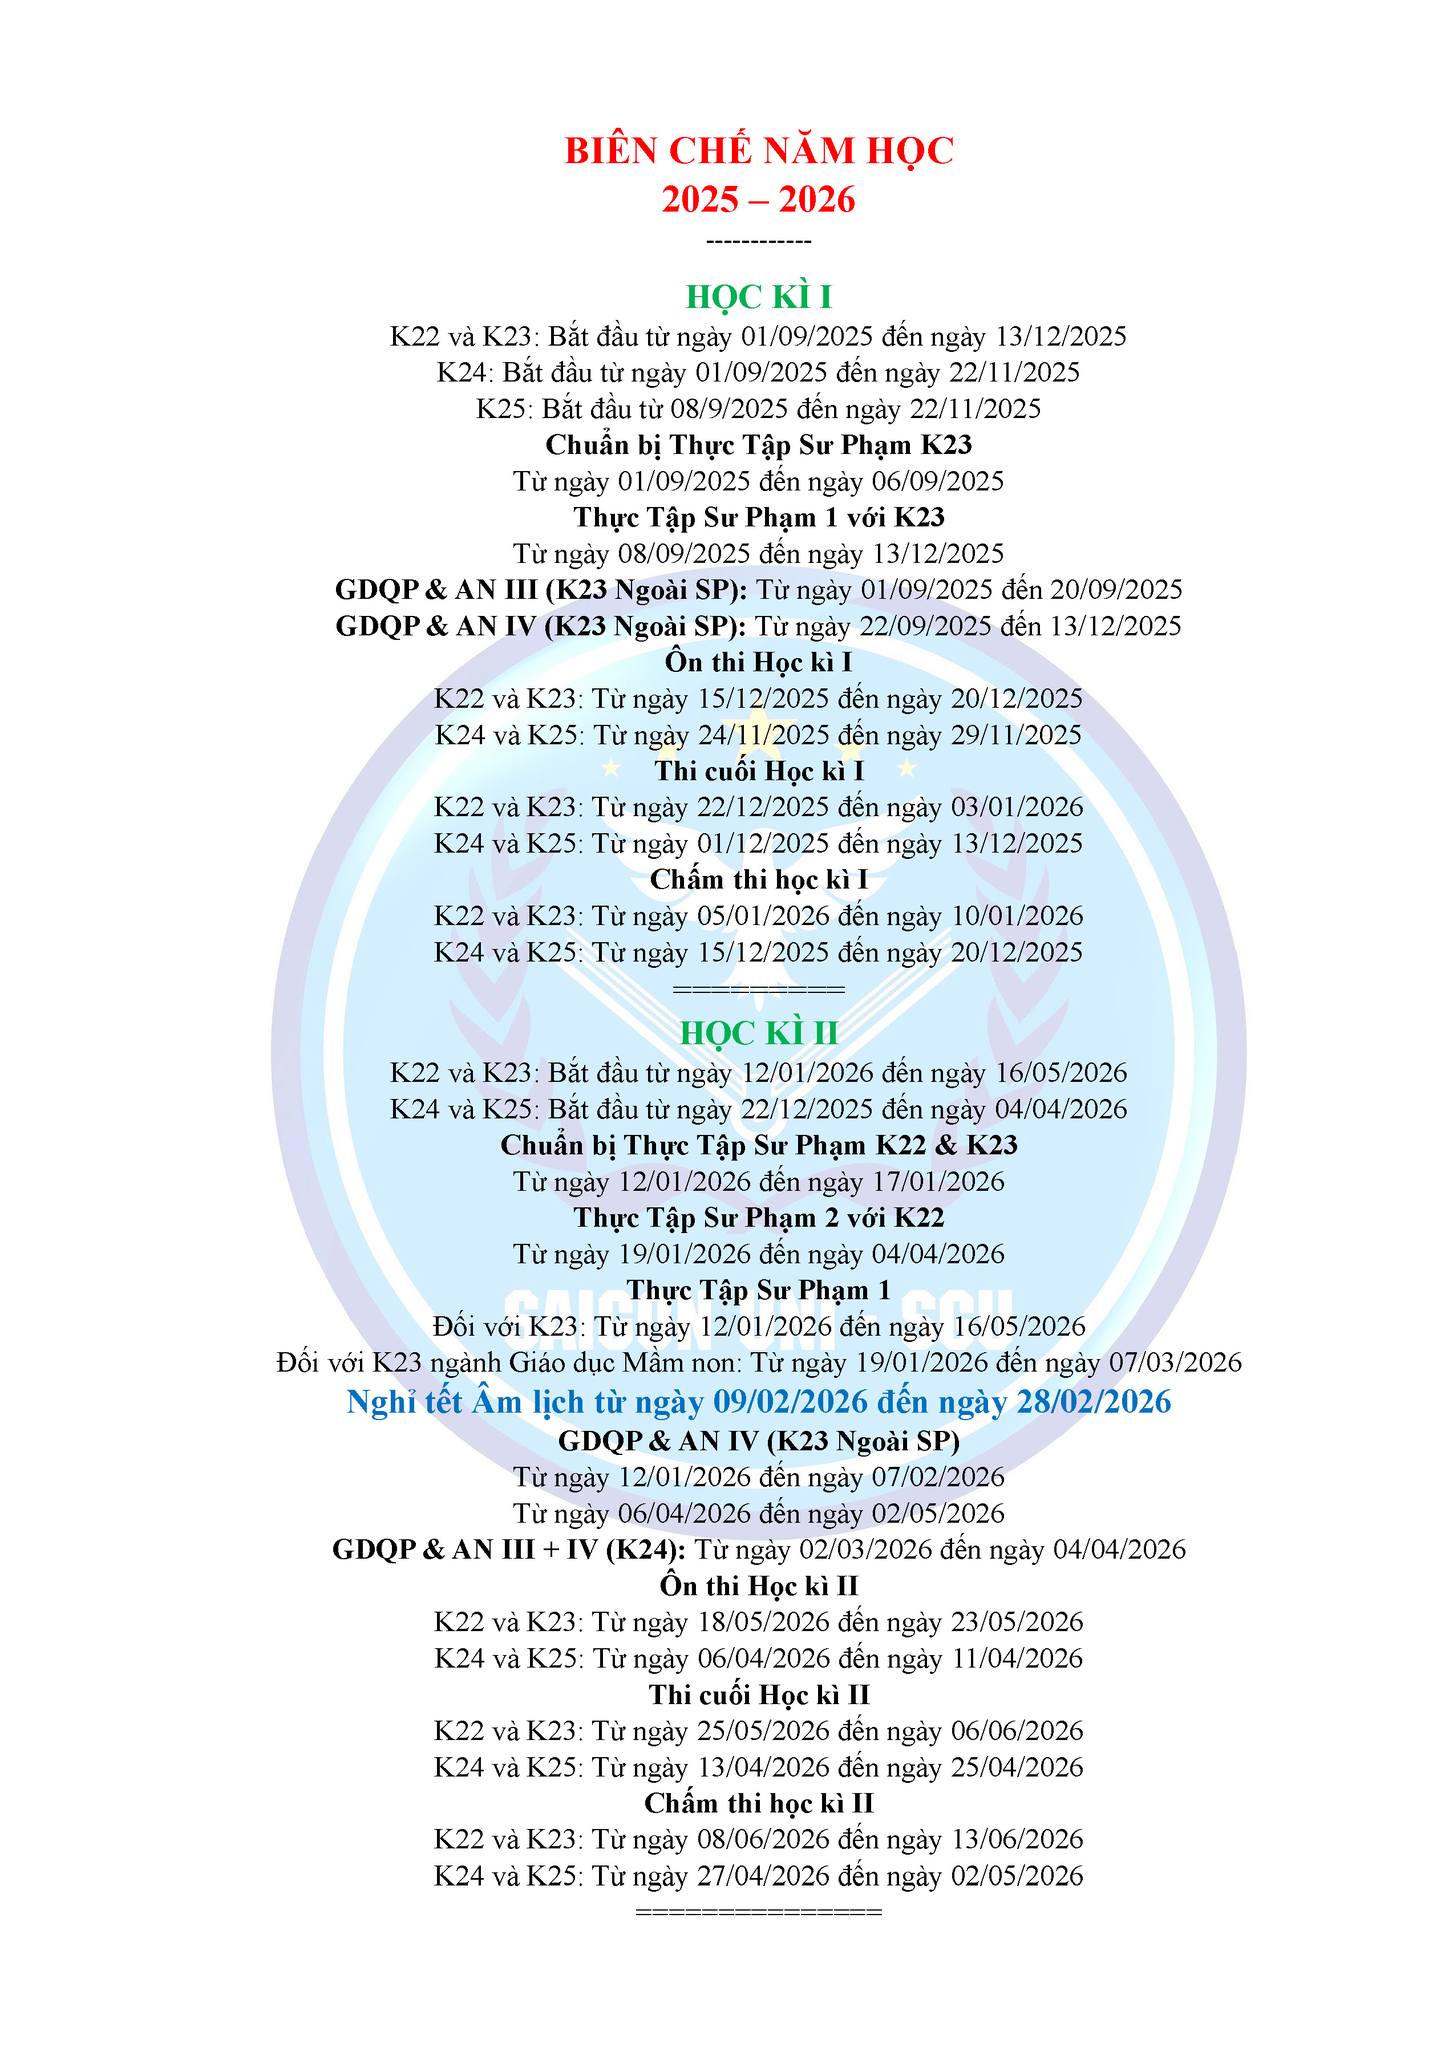 BIÊN CHẾ NĂM HỌC
2025 – 2026
------------
HỌC KÌ I
K22 và K23: Bắt đầu từ ngày 01/09/2025 đến ngày 13/12/2025
K24: Bắt đầu từ ngày 01/09/2025 đến ngày 22/11/2025
K25: Bắt đầu từ 08/9/2025 đến ngày 22/11/2025
Chuẩn bị Thực Tập Sư Phạm K23
Từ ngày 01/09/2025 đến ngày 06/09/2025
Thực Tập Sư Phạm 1 với K23
Từ ngày 08/09/2025 đến ngày 13/12/2025
GDQP & AN III (K23 Ngoài SP): Từ ngày 01/09/2025 đến 20/09/2025
GDQP & AN IV (K23 Ngoài SP): Từ ngày 22/09/2025 đến 13/12/2025
Ôn thi Học kì I
K22 và K23: Từ ngày 15/12/2025 đến ngày 20/12/2025
K24 và K25: Từ ngày 24/11/2025 đến ngày 29/11/2025
Thi cuối Học kì I
K22 và K23: Từ ngày 22/12/2025 đến ngày 03/01/2026
K24 và K25: Từ ngày 01/12/2025 đến ngày 13/12/2025
Chấm thi học kì I
K22 và K23: Từ ngày 05/01/2026 đến ngày 10/01/2026
K24 và K25: Từ ngày 15/12/2025 đến ngày 20/12/2025
==========
HỌC KÌ II
K22 và K23: Bắt đầu từ ngày 12/01/2026 đến ngày 16/05/2026
K24 và K25: Bắt đầu từ ngày 22/12/2025 đến ngày 04/04/2026
Chuẩn bị Thực Tập Sư Phạm K22 & K23
Từ ngày 12/01/2026 đến ngày 17/01/2026
Thực Tập Sư Phạm 2 với K22
Từ ngày 19/01/2026 đến ngày 04/04/2026
Thực Tập Sư Phạm 1
SAIGON UNI - SGU
Đối với K23: Từ ngày 12/01/2026 đến ngày 16/05/2026
Đối với K23 ngành Giáo dục Mầm non: Từ ngày 19/01/2026 đến ngày 07/03/2026
Nghỉ tết Âm lịch từ ngày 09/02/2026 đến ngày 28/02/2026
GDQP & AN IV (K23 Ngoài SP)
Từ ngày 12/01/2026 đến ngày 07/02/2026
Từ ngày 06/04/2026 đến ngày 02/05/2026
GDQP & AN III + IV (K24): Từ ngày 02/03/2026 đến ngày 04/04/2026
Ôn thi Học kì II
K22 và K23: Từ ngày 18/05/2026 đến ngày 23/05/2026
K24 và K25: Từ ngày 06/04/2026 đến ngày 11/04/2026
Thi cuối Học kì II
K22 và K23: Từ ngày 25/05/2026 đến ngày 06/06/2026
K24 và K25: Từ ngày 13/04/2026 đến ngày 25/04/2026
Chấm thi học kì II
K22 và K23: Từ ngày 08/06/2026 đến ngày 13/06/2026
K24 và K25: Từ ngày 27/04/2026 đến ngày 02/05/2026
===============